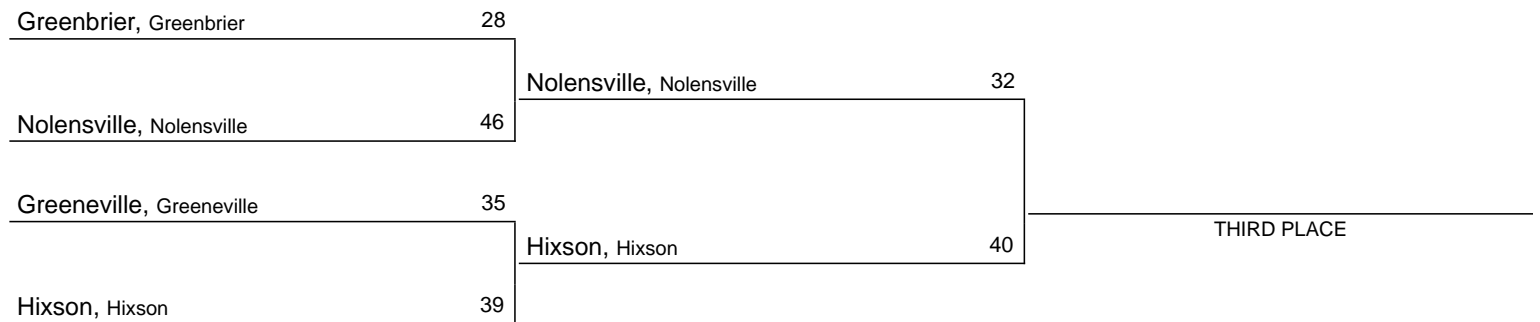 Greenbrier, Greenbrier 28
Nolensville, Nolensville 32
Nolensville, Nolensville 46
Greeneville, Greeneville 35
THIRD PLACE
Hixson, Hixson 40
Hixson, Hixson 39